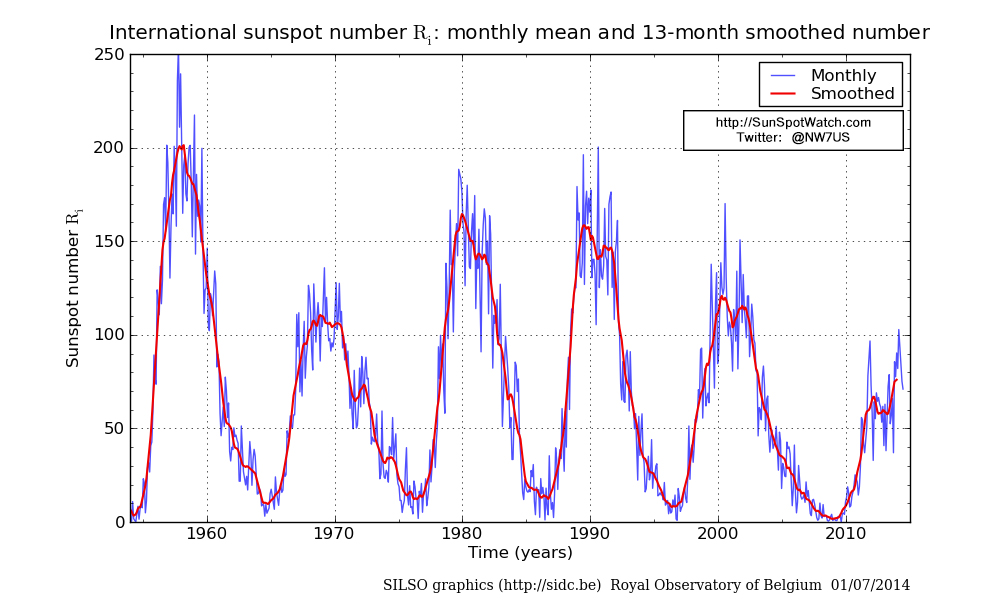 International sunspot number Ri: monthly mean and 13-month smoothed number
250
200
150
100
50
0
Sunspot number Ri
Monthly
Smoothed
http://SunSpotWatch.com
Twitter: @NW7US
1960 1970 1980 1990 2000 2010
Time (years)
SILSO graphics (http://sidc.be) Royal Observatory of Belgium 01/07/2014